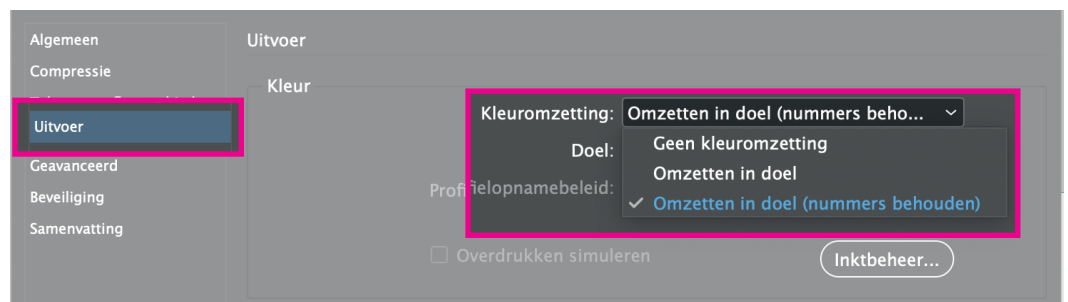 Algemeen
Compressie
Uitvoer
Geavanceerd
Beveiliging
Samenvatting
Uitvoer
Kleur
Kleuromzetting: Omzetten in doel (nummers beho...
Doel:
Geen kleuromzetting
Omzetten in doel
Omzetten in doel (nummers behouden)
Overdrukken simuleren
Inktbeheer...